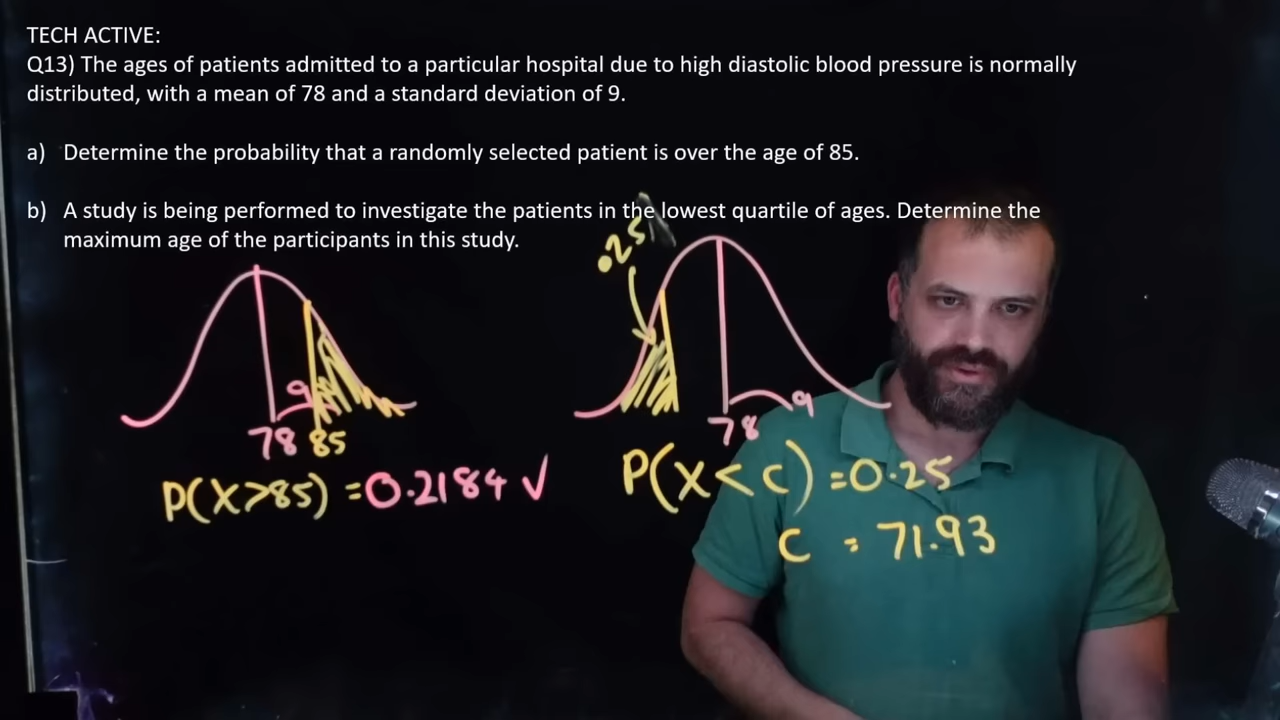 TECH ACTIVE:
Q13) The ages of patients admitted to a particular hospital due to high diastolic blood pressure is normally
distributed, with a mean of 78 and a standard deviation of 9.
a) Determine the probability that a randomly selected patient is over the age of 85.
b) A study is being performed to investigate the patients in the lowest quartile of ages. Determine the
maximum age of the participants in this study.
.25
9
9
78 85
78
P(X>85) =0.2184 √
P(X<C)=0.25
C = 71.93